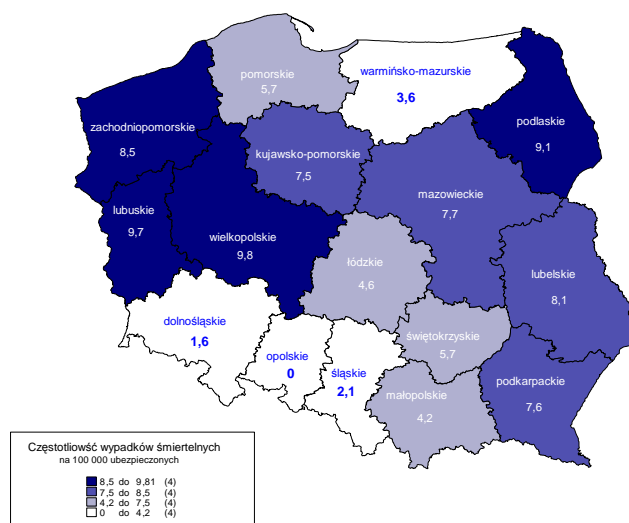 pomorskie
5,7
warmińsko-mazurskie
3,6
zachodniopomorskie
8,5
podlaskie
9,1
kujawsko-pomorskie
7,5
mazowieckie
7,7
lubuskie
9,7
wielkopolskie
9,8
łódzkie
4,6
lubelskie
8,1
dolnośląskie
1,6
opolskie
0
śląskie
2,1
świętokrzyskie
5,7
małopolskie
4,2
podkarpackie
7,6
Częstotliowść wypadków śmiertelnych
na 100 000 ubezpieczonych
8,5 do 9,81 (4)
7,5 do 8,5 (4)
4,2 do 7,5 (4)
0 do 4,2 (4)